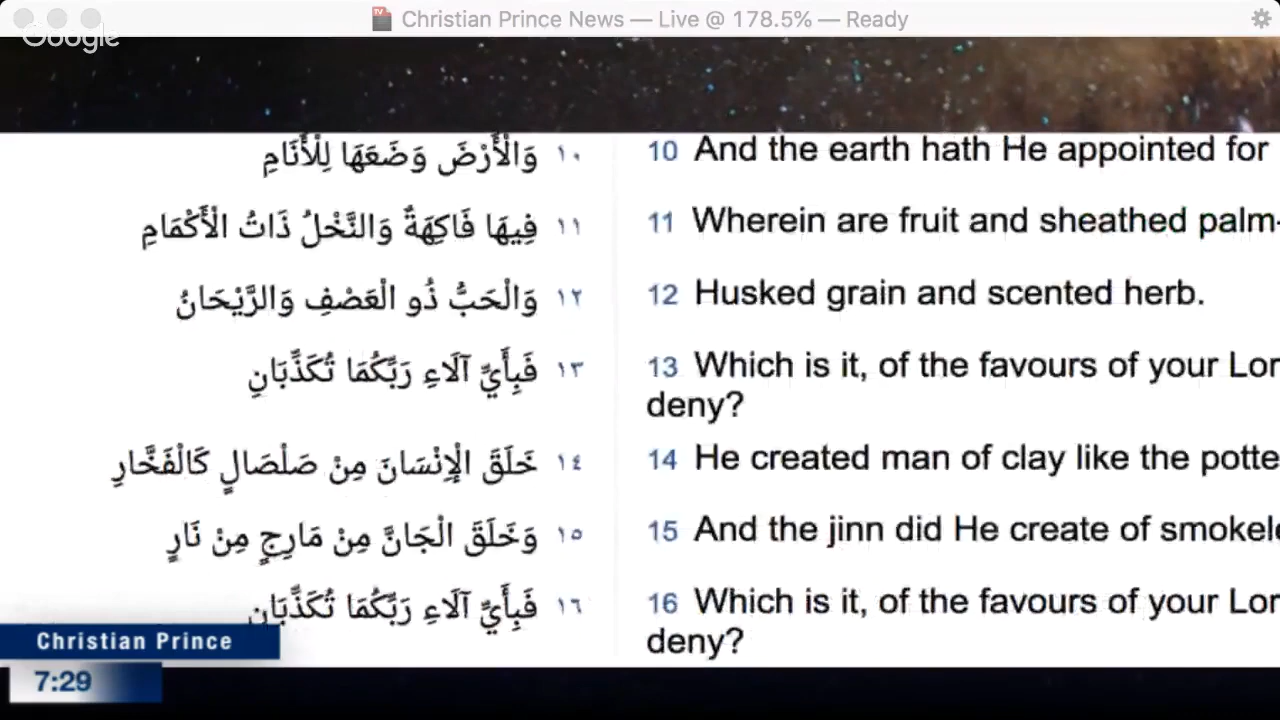 Christian Prince News — Live @ 178.5% — Ready
Google
١٠ وَالْأَرْضَ وَضَعَهَا لِلْأَنَامِ
10 And the earth hath He appointed for
١١ فِيهَا فَاكِهَةٌ وَالنَّخْلُ ذَاتُ الْأَكْمَامِ
11 Wherein are fruit and sheathed palm-
١٢ وَالْحَبُّ ذُو الْعَصْفِ وَالرَّيْحَانُ
12 Husked grain and scented herb.
١٣ فَبِأَيِّ آلَاءِ رَبِّكُمَا تُكَذِّبَانِ
13 Which is it, of the favours of your Lor
deny?
١٤ خَلَقَ الْإِنْسَانَ مِنْ صَلْصَالٍ كَالْفَخَّارِ
14 He created man of clay like the potte
١٥ وَخَلَقَ الْجَانَّ مِنْ مَارِجٍ مِنْ نَارٍ
15 And the jinn did He create of smokele
١٦ فَبِأَيِّ آلَاءِ رَبِّكُمَا تُكَذِّبَانِ
16 Which is it, of the favours of your Lor
deny?
Christian Prince
7:29